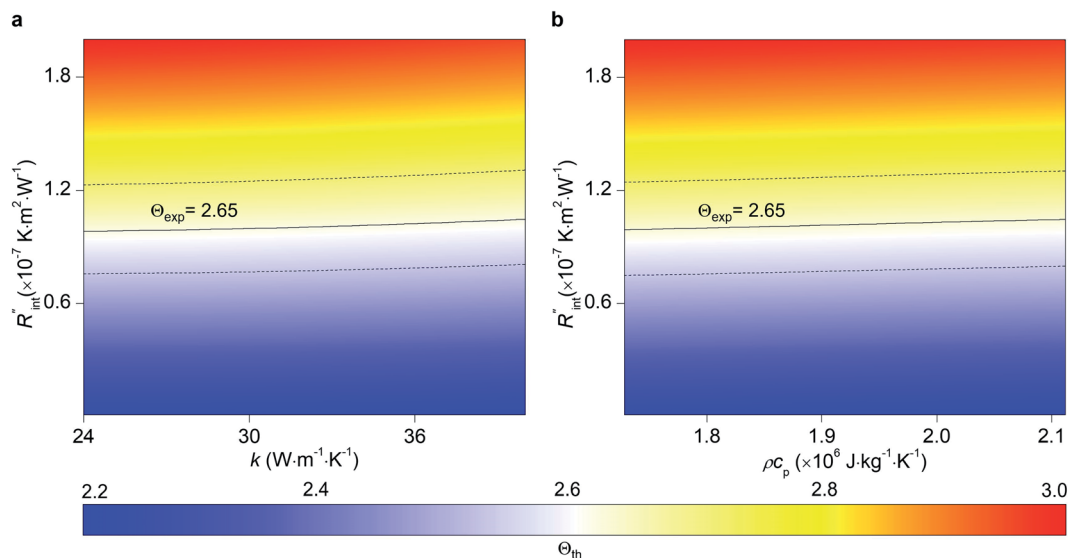 a
b
1.8
1.2
0.6
R″int (×10⁻⁷ K·m²·W⁻¹)
Θexp = 2.65
24
30
36
k (W·m⁻¹·K⁻¹)
1.8
1.2
0.6
R″int (×10⁻⁷ K·m²·W⁻¹)
Θexp = 2.65
1.8
1.9
2.0
2.1
ρcp (×10⁶ J·kg⁻¹·K⁻¹)
2.2
2.4
2.6
2.8
3.0
Θth